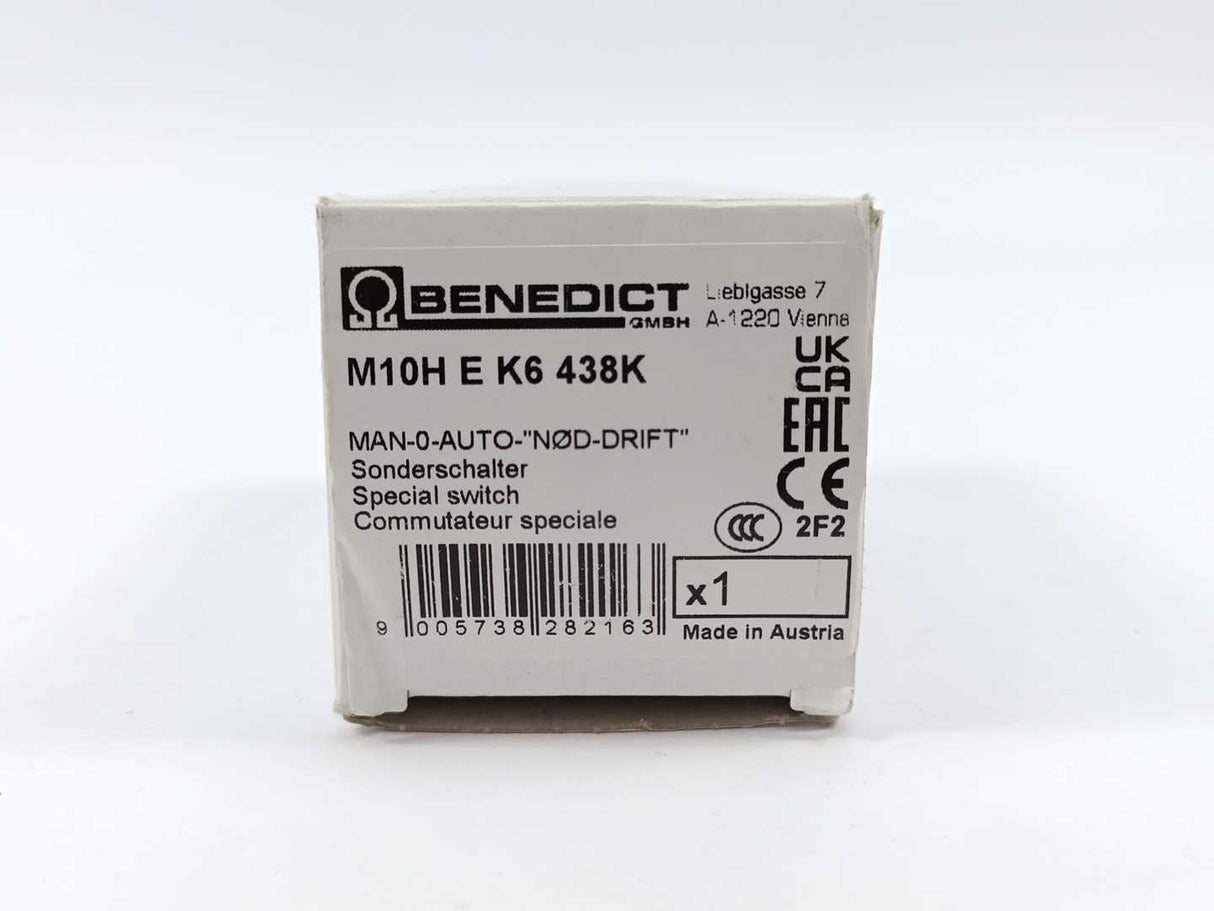 BENEDICT
GMBH
Lieblgasse 7
A-1220 Vienna
M10H E K6 438K
UK
CA
EAC
CE
MAN-0-AUTO-"NØD-DRIFT"
Sonderschalter
Special switch
Commutateur speciale
CCC
2F2
x1
9 005738 282163
Made in Austria